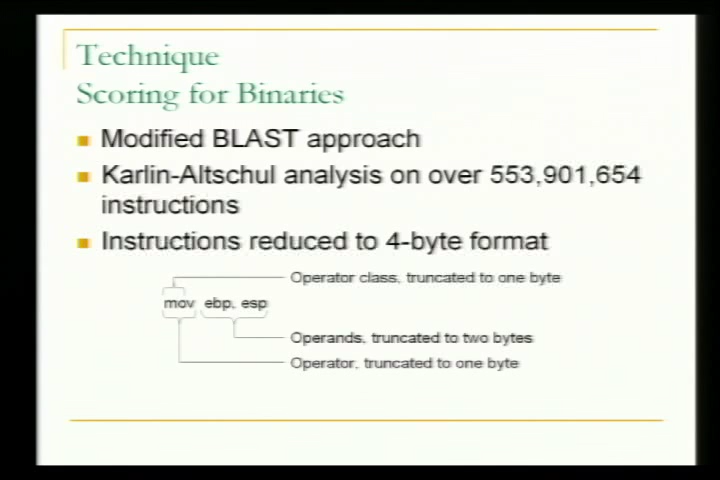 Technique
Scoring for Binaries
Modified BLAST approach
Karlin-Altschul analysis on over 553,901,654
instructions
Instructions reduced to 4-byte format
Operator class, truncated to one byte
mov ebp, esp
Operands, truncated to two bytes
Operator, truncated to one byte